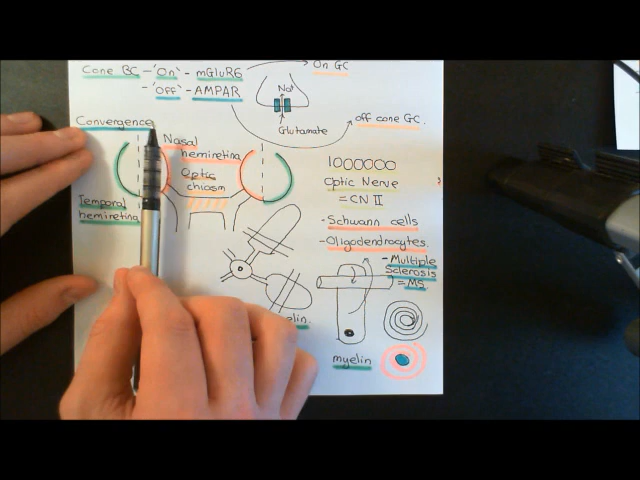 Cone BC - 'On' - mGluR6
On GC
- 'Off' - AMPAR
Na+
Glutamate
off cone GC.
Convergence
Nasal
hemiretina
Optic
chiasm
Temporal
hemiretina
1000000
Optic Nerve
= CN II
- Schwann cells
- Oligodendrocytes.
- Multiple
Sclerosis
= MS
myelin